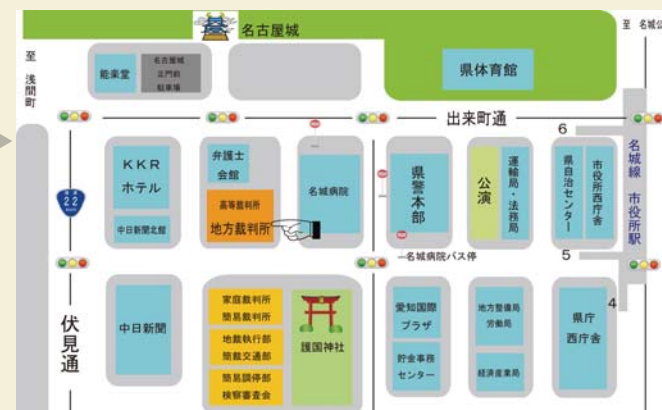 名古屋城
至 名城公
至 浅間町
能楽堂
名古屋城
正門前
駐車場
県体育館
出来町通
6
KKR
ホテル
中日新聞北館
弁護士
会館
高等裁判所
地方裁判所
名城病院
県警本部
公演
運輸局・法務局
県自治センター
市役所西庁舎
名城線 市役所駅
名城病院バス停
5
4
22
伏見通
中日新聞
家庭裁判所
簡易裁判所
地裁執行部
簡裁交通部
簡易調停部
検察審査会
護国神社
愛知国際
プラザ
貯金事務
センター
地方整備局
労働局
経済産業局
県庁
西庁舎